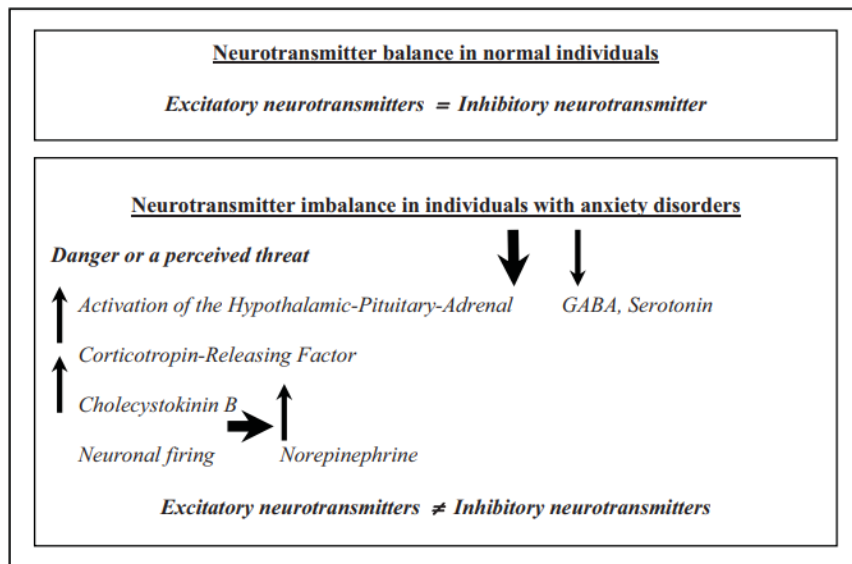 Neurotransmitter balance in normal individuals
Excitatory neurotransmitters = Inhibitory neurotransmitter
Neurotransmitter imbalance in individuals with anxiety disorders
Danger or a perceived threat
Activation of the Hypothalamic-Pituitary-Adrenal GABA, Serotonin
Corticotropin-Releasing Factor
Cholecystokinin B
Neuronal firing Norepinephrine
Excitatory neurotransmitters ≠ Inhibitory neurotransmitters